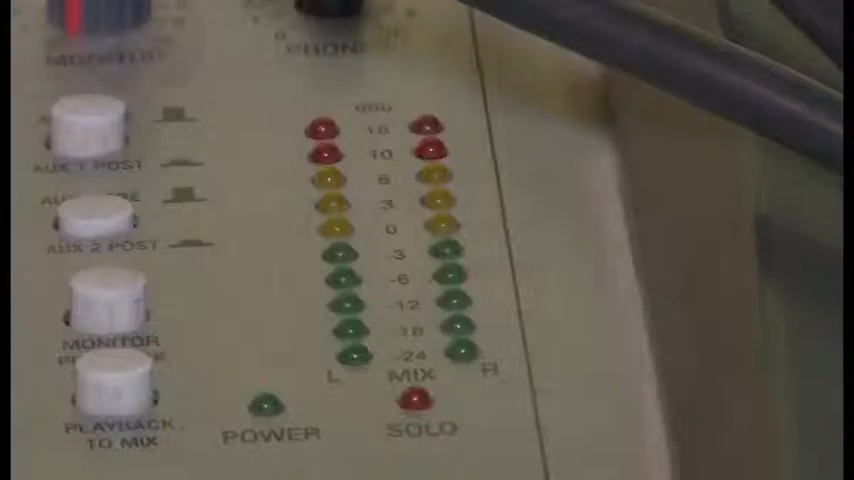 MONITOR
PHONES
16
10
6
3
0
-3
-6
-12
-18
-24
L MIX R
AUX 1 POST
AUX 2 POST
MONITOR
PLAYBACK
TO MIX
POWER
SOLO